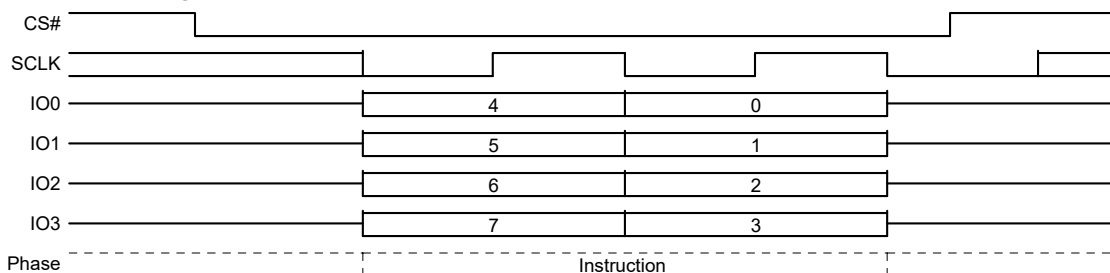 CS#
SCLK
IO0 4 0
IO1 5 1
IO2 6 2
IO3 7 3
Phase Instruction